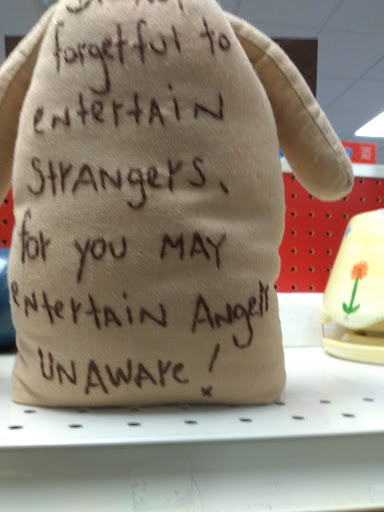 forgetful to
entertain
strangers,
for you MAY
entertain Angels
UNAWARE!